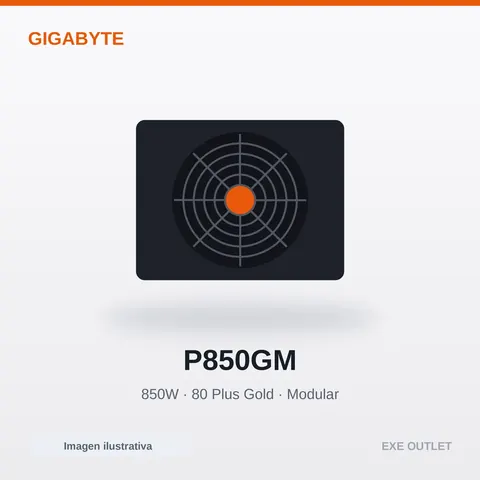 GIGABYTE
P850GM
850W · 80 Plus Gold · Modular
Imagen ilustrativa
EXE OUTLET